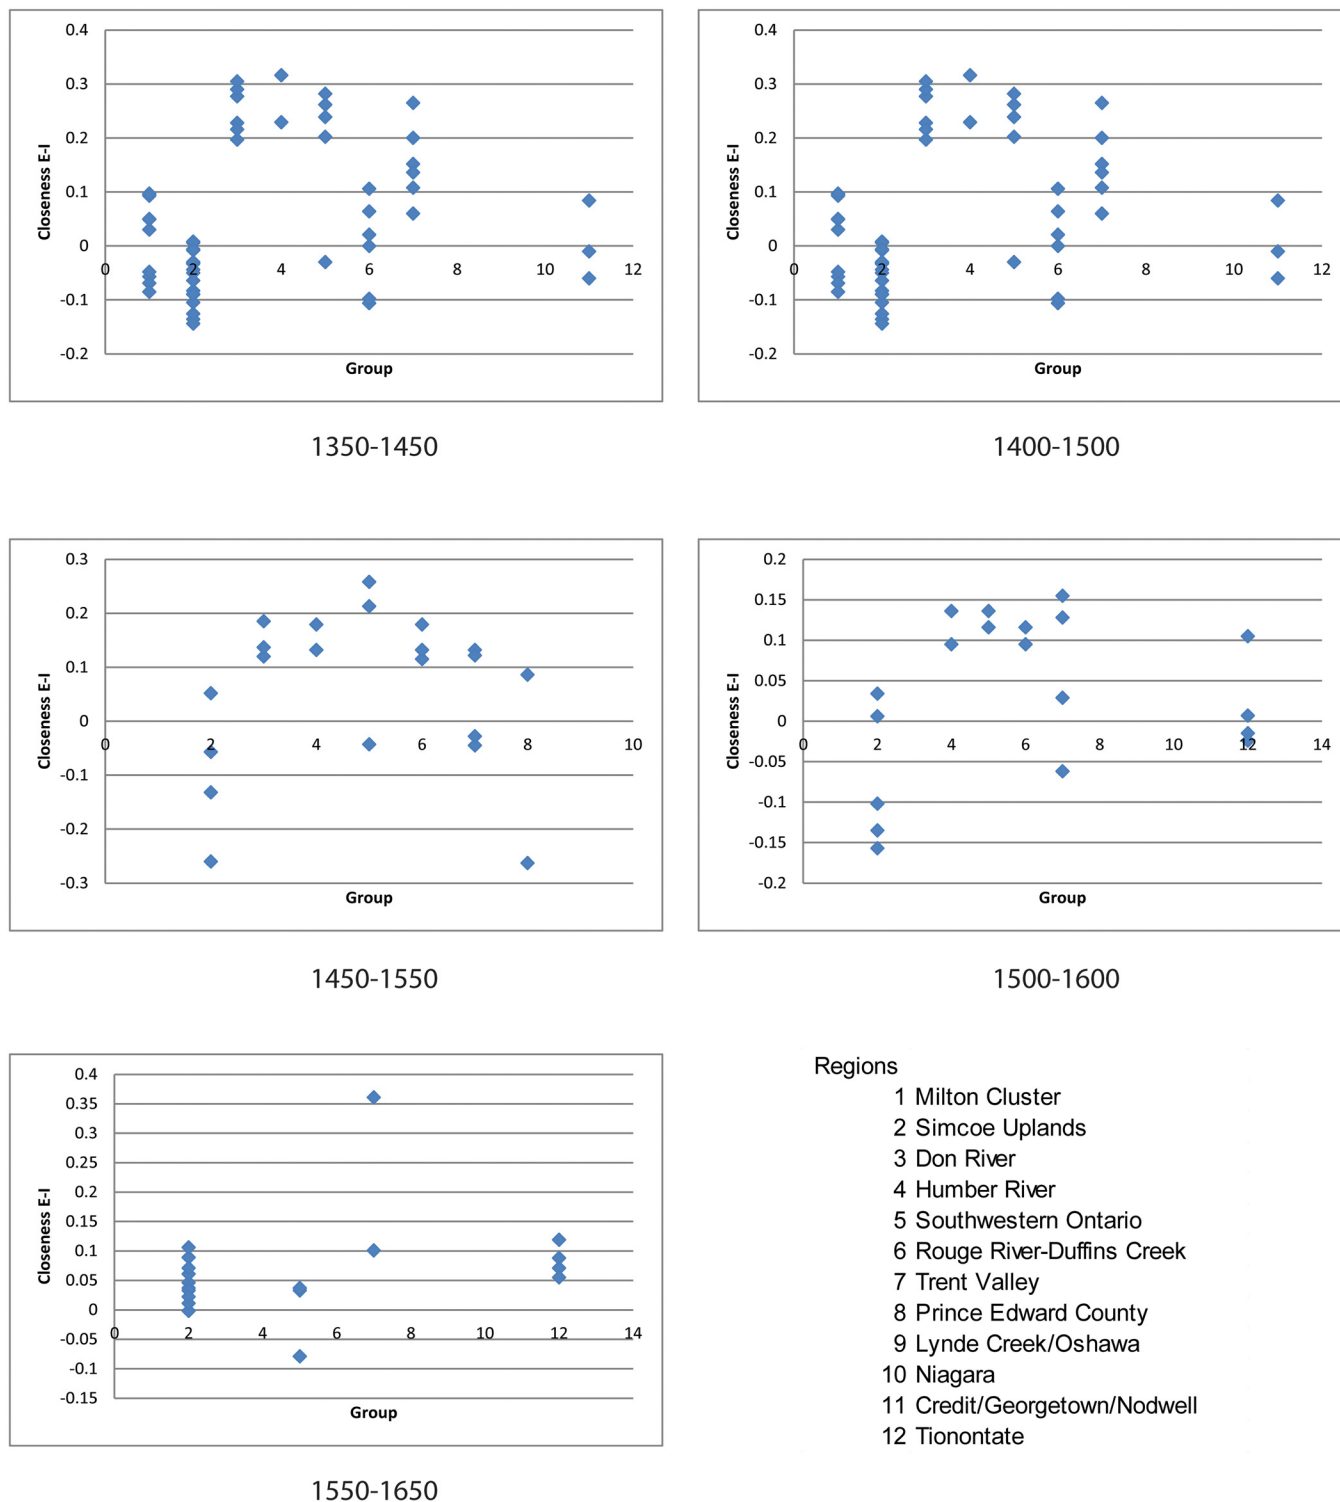 0.4
0.3
0.2
0.1
0
-0.1
-0.2
0 2 4 6 8 10 12
Closeness E-I
Group
1350-1450
0.4
0.3
0.2
0.1
0
-0.1
-0.2
0 2 4 6 8 10 12
Closeness E-I
Group
1400-1500
0.3
0.2
0.1
0
-0.1
-0.2
-0.3
0 2 4 6 8 10
Closeness E-I
Group
1450-1550
0.2
0.15
0.1
0.05
0
-0.05
-0.1
-0.15
-0.2
0 2 4 6 8 10 12 14
Closeness E-I
Group
1500-1600
0.4
0.35
0.3
0.25
0.2
0.15
0.1
0.05
0
-0.05
-0.1
-0.15
0 2 4 6 8 10 12 14
Closeness E-I
Group
1550-1650
Regions
1 Milton Cluster
2 Simcoe Uplands
3 Don River
4 Humber River
5 Southwestern Ontario
6 Rouge River-Duffins Creek
7 Trent Valley
8 Prince Edward County
9 Lynde Creek/Oshawa
10 Niagara
11 Credit/Georgetown/Nodwell
12 Tionontate